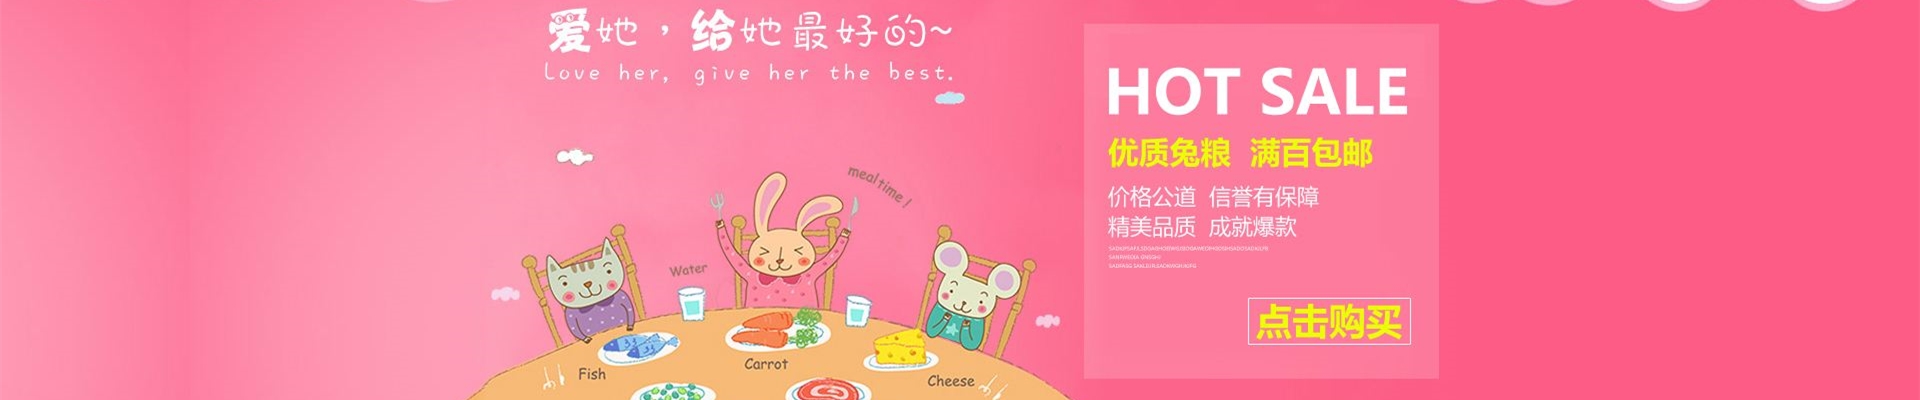 爱她，给她最好的~
Love her, give her the best.
mealtime!
Water
Fish
Carrot
Cheese
HOT SALE
优质兔粮 满百包邮
价格公道 信誉有保障
精美品质 成就爆款
点击购买